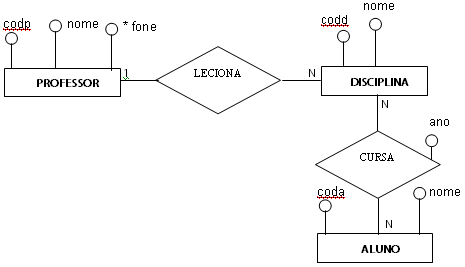 nome
codp
nome
* fone
codd
LECIONA
PROFESSOR
1
N
DISCIPLINA
N
ano
CURSA
coda
nome
N
ALUNO